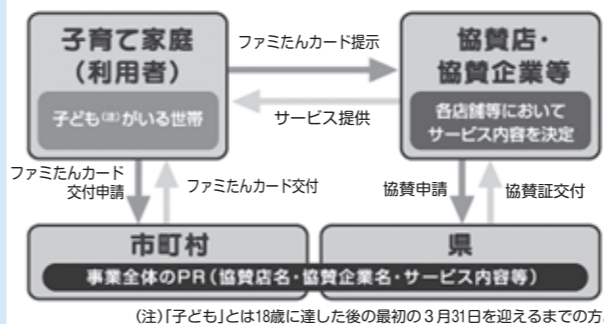 子育て家庭
（利用者）
子ども(注)がいる世帯
ファミたんカード提示
サービス提供
協賛店・
協賛企業等
各店舗等において
サービス内容を決定
ファミたんカード
交付申請
ファミたんカード交付
協賛申請
協賛証交付
市町村
県
事業全体のPR（協賛店名・協賛企業名・サービス内容等）
(注)「子ども」とは18歳に達した後の最初の３月31日を迎えるまでの方。